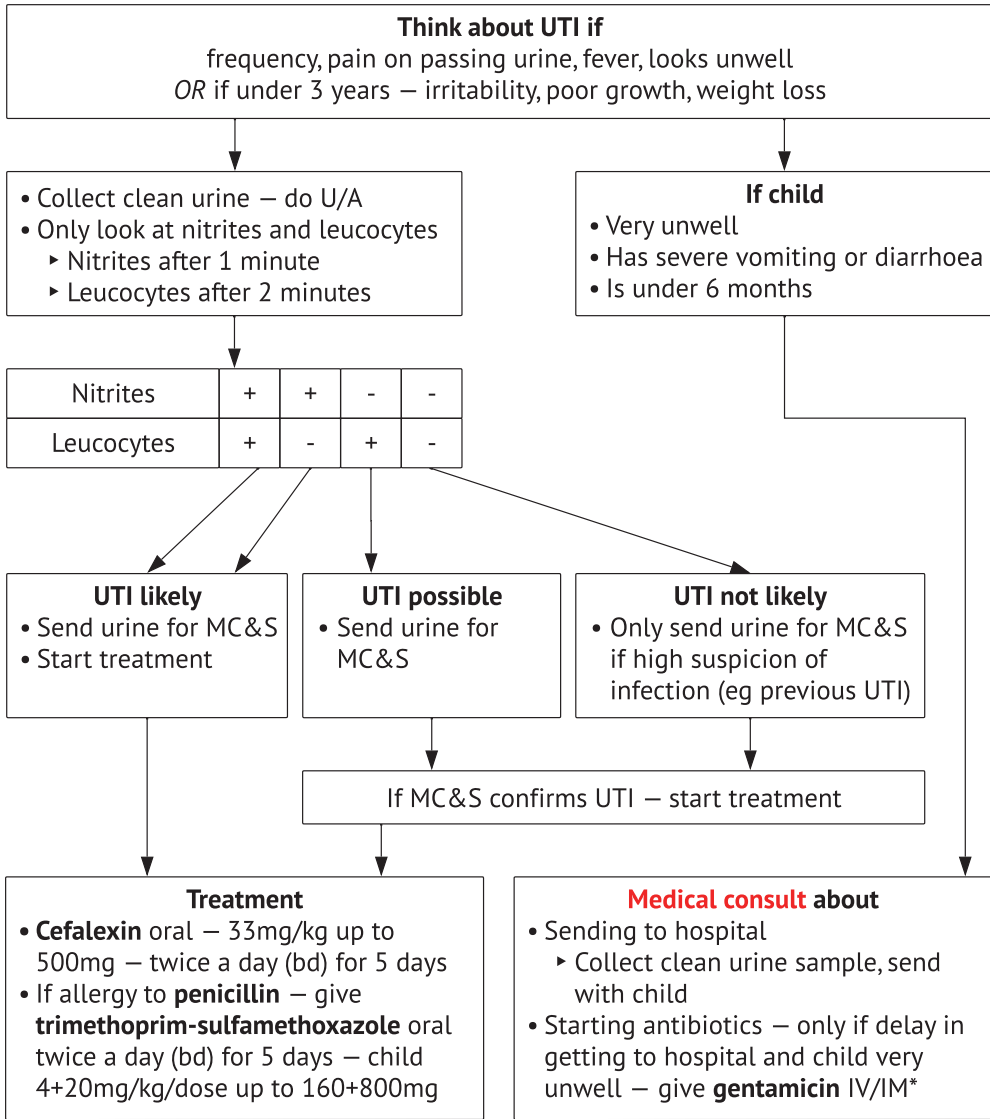 Think about UTI if
frequency, pain on passing urine, fever, looks unwell
OR if under 3 years — irritability, poor growth, weight loss
• Collect clean urine — do U/A
• Only look at nitrites and leucocytes
▸ Nitrites after 1 minute
▸ Leucocytes after 2 minutes
If child
• Very unwell
• Has severe vomiting or diarrhoea
• Is under 6 months
Nitrites + + - -
Leucocytes + - + -
UTI likely
• Send urine for MC&S
• Start treatment
UTI possible
• Send urine for
MC&S
UTI not likely
• Only send urine for MC&S
if high suspicion of
infection (eg previous UTI)
If MC&S confirms UTI — start treatment
Treatment
• Cefalexin oral — 33mg/kg up to
500mg — twice a day (bd) for 5 days
• If allergy to penicillin — give
trimethoprim-sulfamethoxazole oral
twice a day (bd) for 5 days — child
4+20mg/kg/dose up to 160+800mg
Medical consult about
• Sending to hospital
▸ Collect clean urine sample, send
with child
• Starting antibiotics — only if delay in
getting to hospital and child very
unwell — give gentamicin IV/IM*